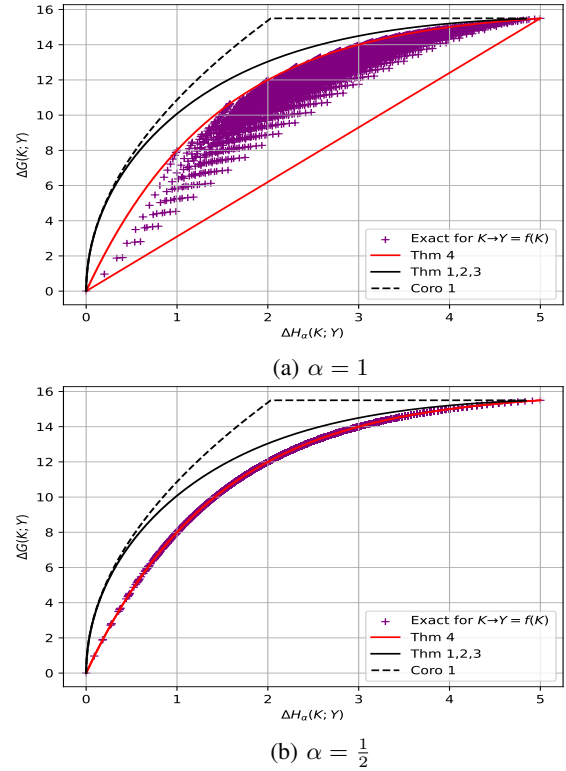 16
14
12
10
8
6
4
2
0
ΔG(K; Y)
Exact for K→Y = f(K)
Thm 4
Thm 1,2,3
Coro 1
0 1 2 3 4 5
ΔHα(K; Y)
(a) α = 1
16
14
12
10
8
6
4
2
0
ΔG(K; Y)
Exact for K→Y = f(K)
Thm 4
Thm 1,2,3
Coro 1
0 1 2 3 4 5
ΔHα(K; Y)
(b) α = 1/2